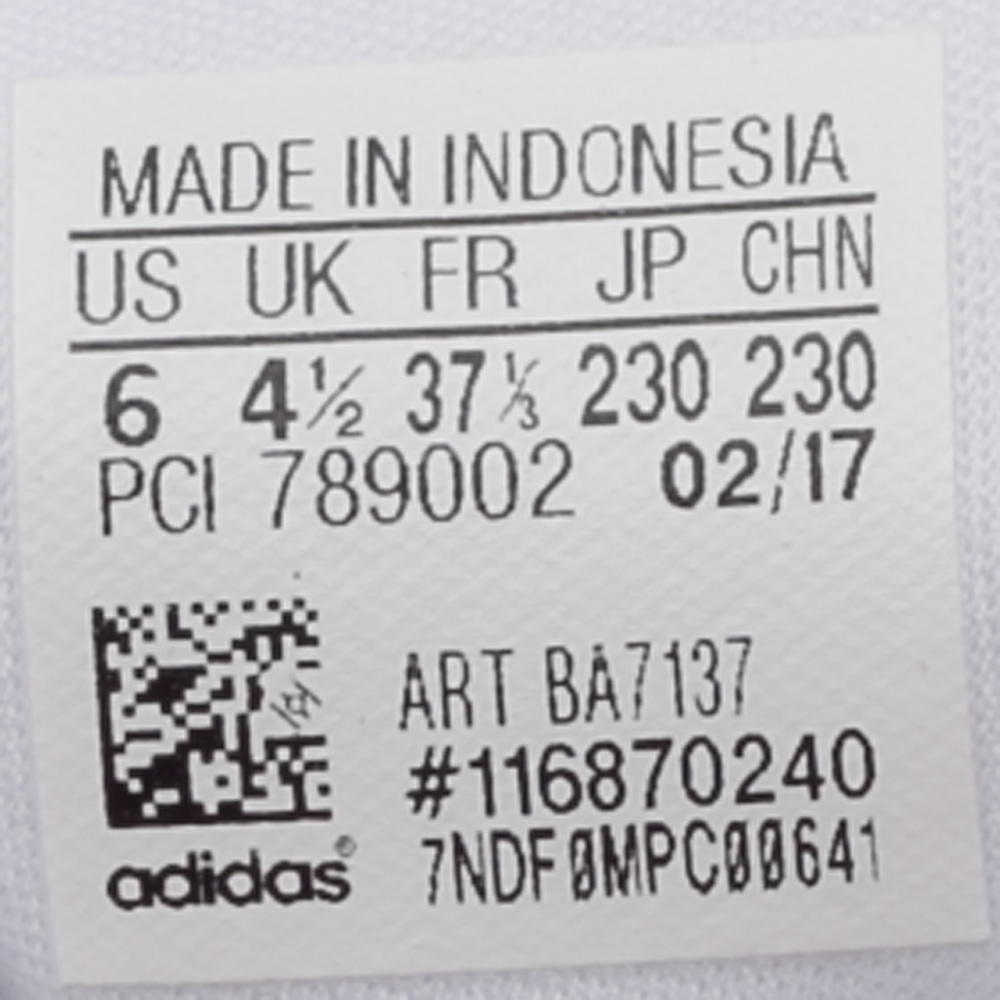 MADE IN INDONESIA
US UK FR JP CHN
6 4½ 37⅓ 230 230
PCI 789002 02/17
ART BA7137
#116870240
adidas® 7NDF0MPC00641